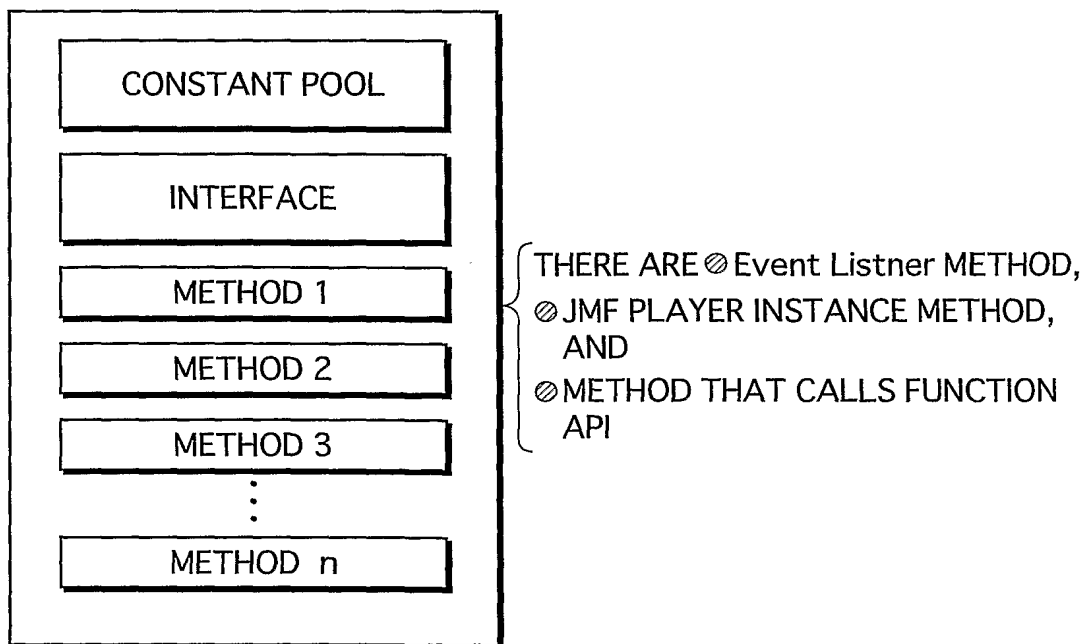 CONSTANT POOL
INTERFACE
METHOD 1
METHOD 2
METHOD 3
METHOD n
THERE ARE Event Listner METHOD,
JMF PLAYER INSTANCE METHOD,
AND
METHOD THAT CALLS FUNCTION
API